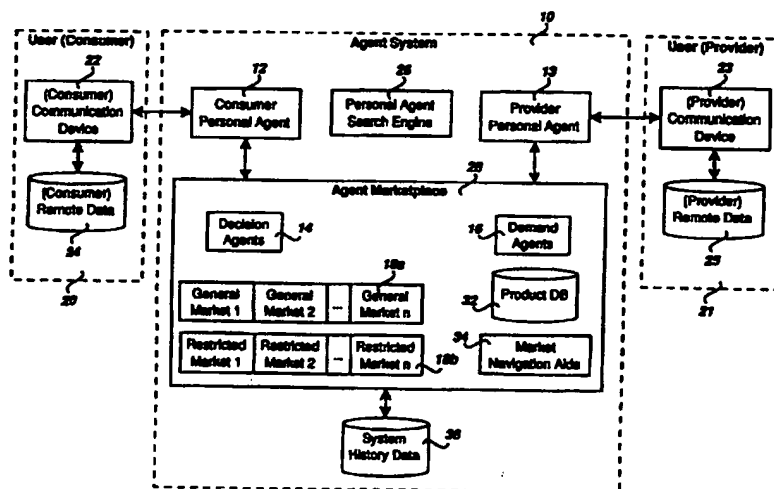 10
User (Consumer)
Agent System
User (Provider)
22
12
26
13
23
(Consumer)
Communication
Device
Consumer
Personal Agent
Personal Agent
Search Engine
Provider
Personal Agent
(Provider)
Communication
Device
28
Agent Marketplace
(Consumer)
Remote Data
(Provider)
Remote Data
Decision
Agents
14
16
Demand
Agents
24
25
20
21
18a
General
Market 1
General
Market 2
...
General
Market n
32
Product DB
Restricted
Market 1
Restricted
Market 2
...
Restricted
Market n
18b
34
Market
Navigation Aids
System
History Data
36